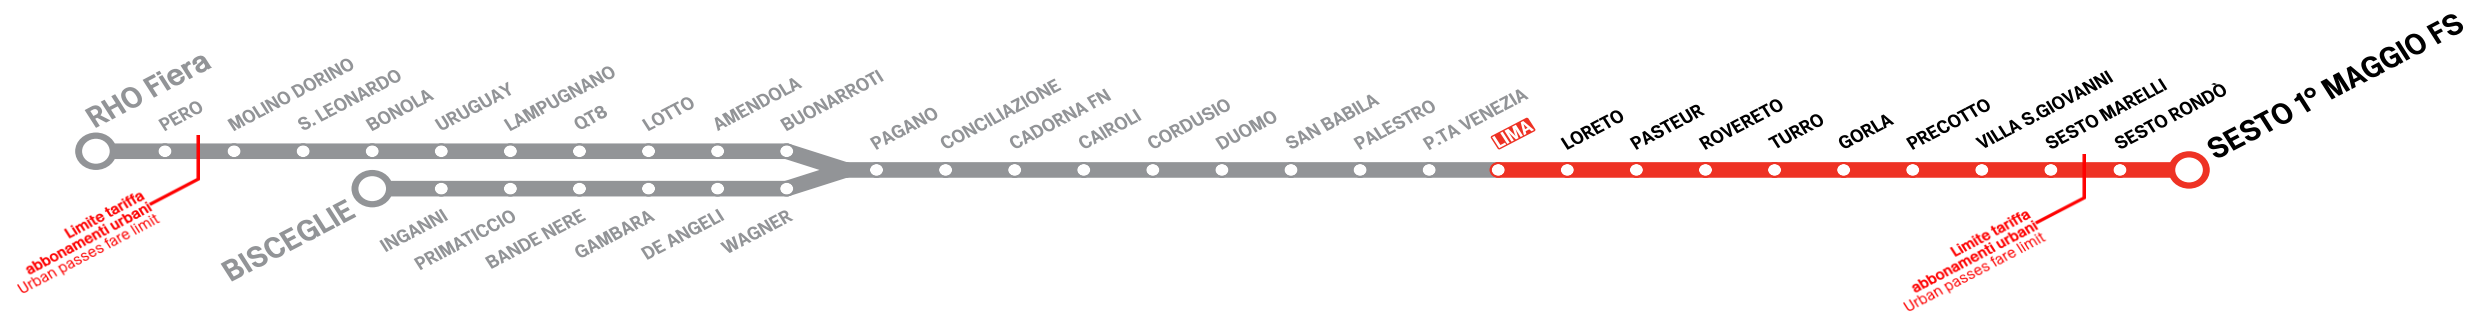 RHO Fiera
PERO
MOLINO DORINO
S. LEONARDO
BONOLA
URUGUAY
LAMPUGNANO
QT8
LOTTO
AMENDOLA
BUONARROTI
PAGANO
CONCILIAZIONE
CADORNA FN
CAIROLI
CORDUSIO
DUOMO
SAN BABILA
PALESTRO
P.TA VENEZIA
LIMA
LORETO
PASTEUR
ROVERETO
TURRO
GORLA
PRECOTTO
VILLA S.GIOVANNI
SESTO MARELLI
SESTO RONDÒ
SESTO 1° MAGGIO FS
BISCEGLIE
INGANNI
PRIMATICCIO
BANDE NERE
GAMBARA
DE ANGELI
WAGNER
Limite tariffa
abbonamenti urbani
Urban passes fare limit
Limite tariffa
abbonamenti urbani
Urban passes fare limit